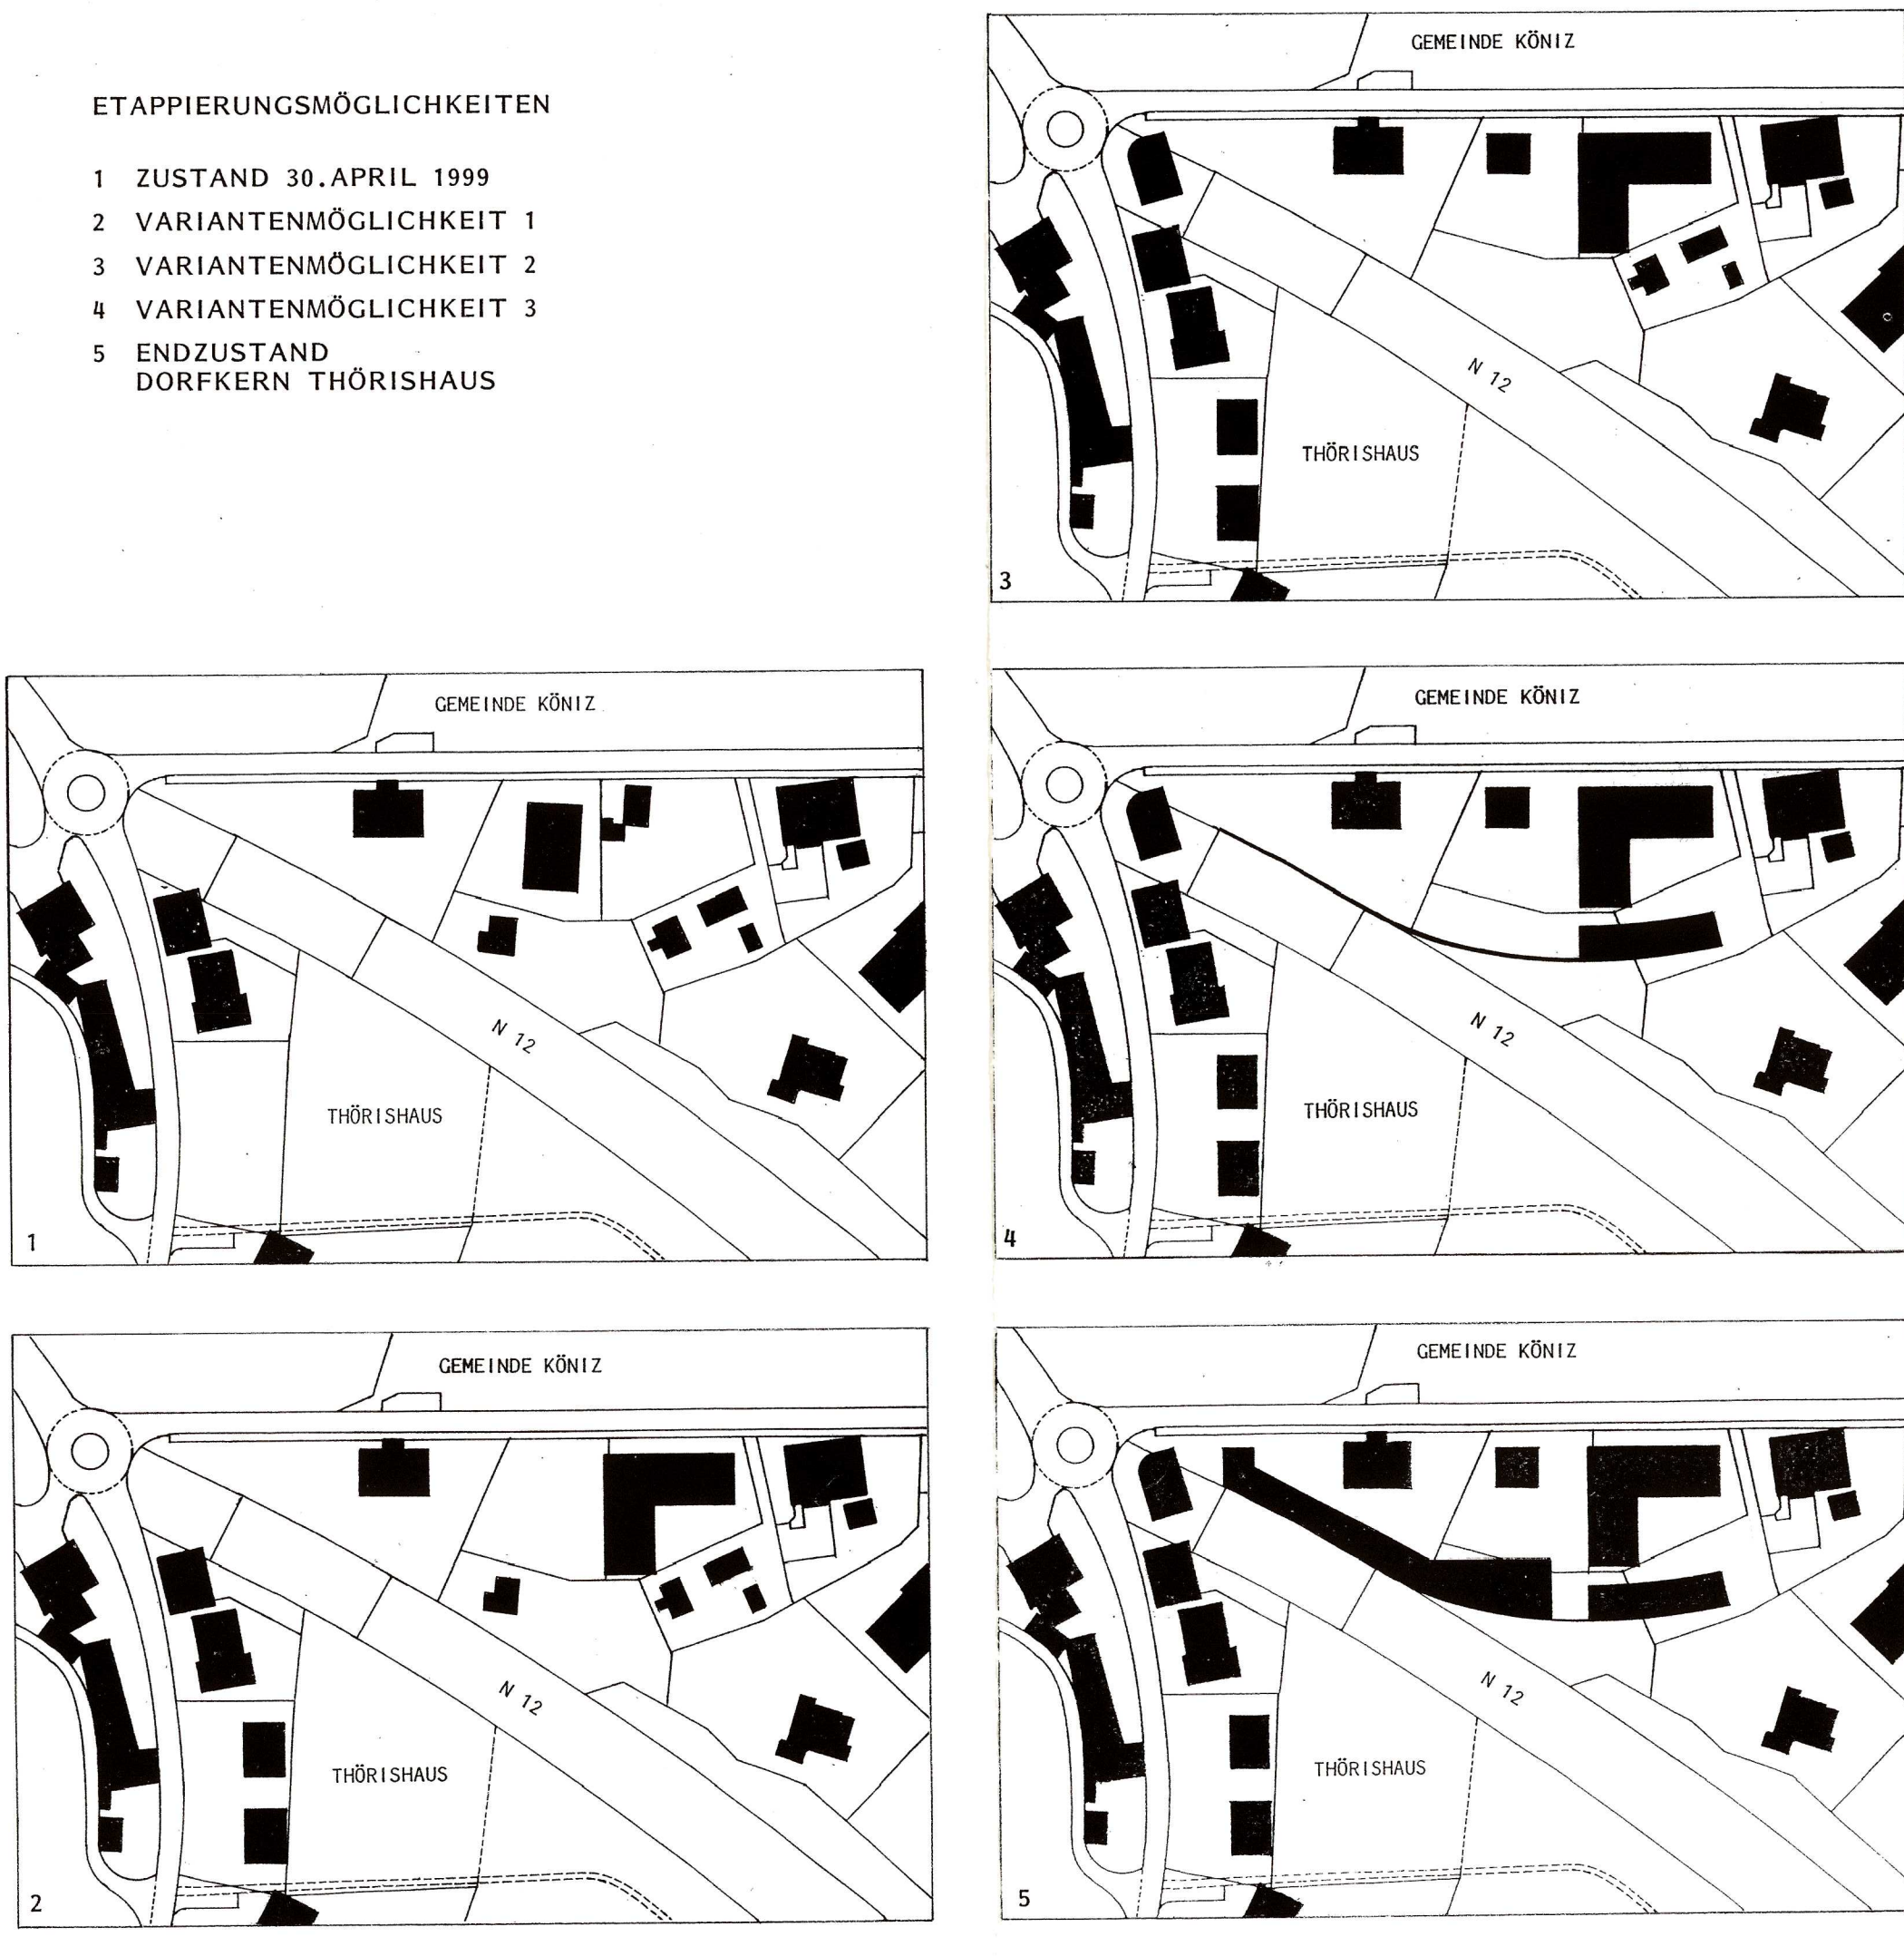 ETAPPIERUNGSMÖGLICHKEITEN
1 ZUSTAND 30.APRIL 1999
2 VARIANTENMÖGLICHKEIT 1
3 VARIANTENMÖGLICHKEIT 2
4 VARIANTENMÖGLICHKEIT 3
5 ENDZUSTAND
DORFKERN THÖRISHAUS
GEMEINDE KÖNIZ
N 12
THÖRISHAUS
3
GEMEINDE KÖNIZ
N 12
THÖRISHAUS
1
GEMEINDE KÖNIZ
N 12
THÖRISHAUS
4
GEMEINDE KÖNIZ
N 12
THÖRISHAUS
2
GEMEINDE KÖNIZ
N 12
THÖRISHAUS
5